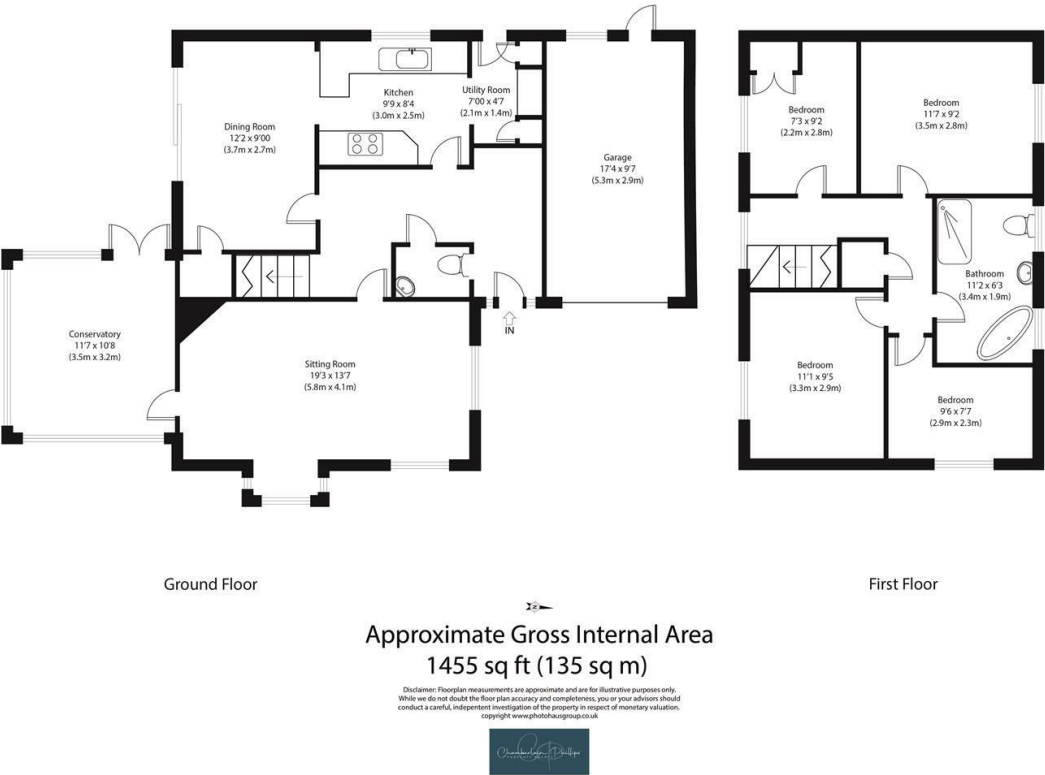 Kitchen
9'9 x 8'4
(3.0m x 2.5m)
Utility Room
7'00 x 4'7
(2.1m x 1.4m)
Dining Room
12'2 x 9'00
(3.7m x 2.7m)
Garage
17'4 x 9'7
(5.3m x 2.9m)
Bedroom
7'3 x 9'2
(2.2m x 2.8m)
Bedroom
11'7 x 9'2
(3.5m x 2.8m)
Bathroom
11'2 x 6'3
(3.4m x 1.9m)
IN
Conservatory
11'7 x 10'8
(3.5m x 3.2m)
Sitting Room
19'3 x 13'7
(5.8m x 4.1m)
Bedroom
11'1 x 9'5
(3.3m x 2.9m)
Bedroom
9'6 x 7'7
(2.9m x 2.3m)
Ground Floor
First Floor
N
Approximate Gross Internal Area
1455 sq ft (135 sq m)
Disclaimer: Floorplan measurements are approximate and are for illustrative purposes only.
While we do not doubt the floor plan accuracy and completeness, you or your advisors should
conduct a careful, indepentent investigation of the property in respect of monetary valuation.
copyright www.photohausgroup.co.uk
Chamberlain Phillips